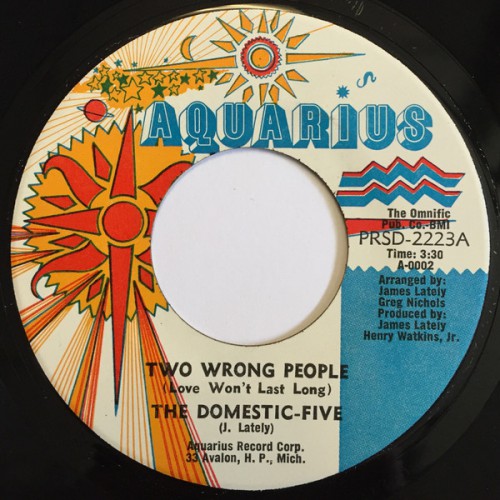 AQUARIUS
The Omnific
Pub. Co.-BMI
PRSD-2223A
Time: 3:30
A-0002
Arranged by:
James Lately
Greg Nichols
Produced by:
James Lately
Henry Watkins, Jr.
TWO WRONG PEOPLE
(Love Won't Last Long)
THE DOMESTIC-FIVE
(J. Lately)
Aquarius Record Corp.
33 Avalon, H. P., Mich.